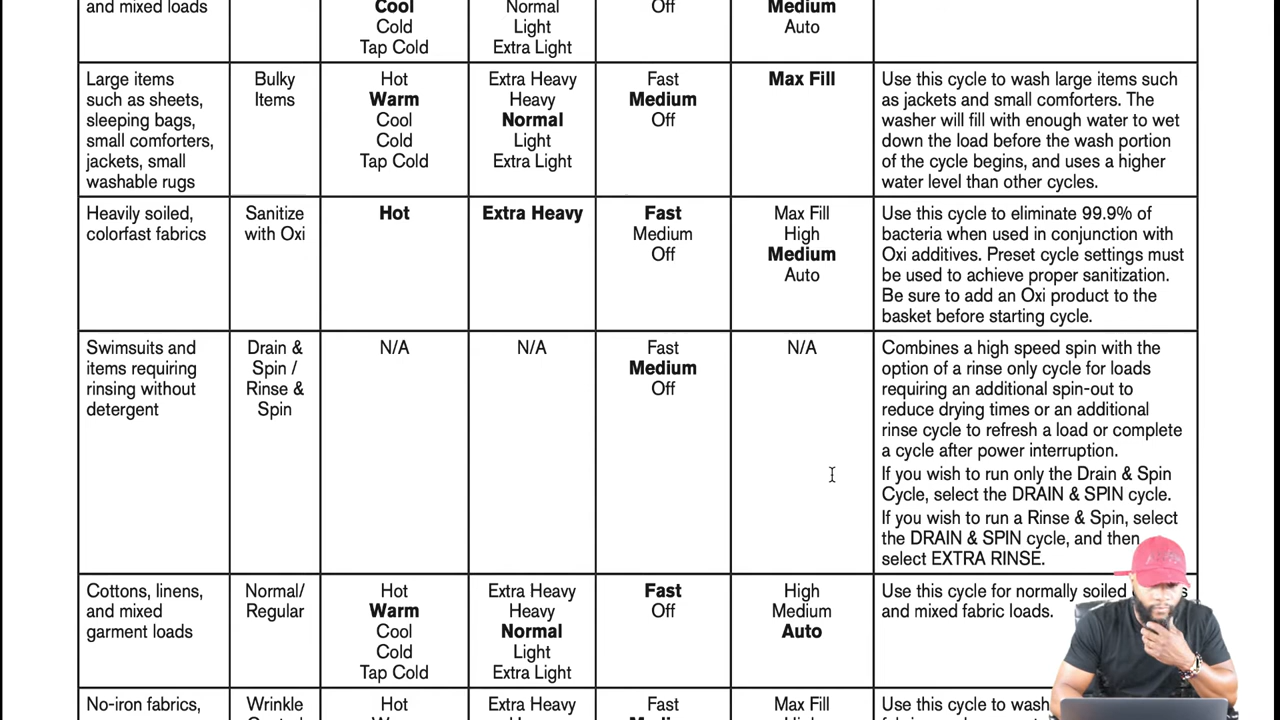 and mixed loads
Cool
Cold
Tap Cold
Normal
Light
Extra Light
Off
Medium
Auto
Large items
such as sheets,
sleeping bags,
small comforters,
jackets, small
washable rugs
Bulky
Items
Hot
Warm
Cool
Cold
Tap Cold
Extra Heavy
Heavy
Normal
Light
Extra Light
Fast
Medium
Off
Max Fill
Use this cycle to wash large items such
as jackets and small comforters. The
washer will fill with enough water to wet
down the load before the wash portion
of the cycle begins, and uses a higher
water level than other cycles.
Heavily soiled,
colorfast fabrics
Sanitize
with Oxi
Hot
Extra Heavy
Fast
Medium
Off
Max Fill
High
Medium
Auto
Use this cycle to eliminate 99.9% of
bacteria when used in conjunction with
Oxi additives. Preset cycle settings must
be used to achieve proper sanitization.
Be sure to add an Oxi product to the
basket before starting cycle.
Swimsuits and
items requiring
rinsing without
detergent
Drain &
Spin /
Rinse &
Spin
N/A
N/A
Fast
Medium
Off
N/A
Combines a high speed spin with the
option of a rinse only cycle for loads
requiring an additional spin-out to
reduce drying times or an additional
rinse cycle to refresh a load or complete
a cycle after power interruption.
If you wish to run only the Drain & Spin
Cycle, select the DRAIN & SPIN cycle.
If you wish to run a Rinse & Spin, select
the DRAIN & SPIN cycle, and then
select EXTRA RINSE.
Cottons, linens,
and mixed
garment loads
Normal/
Regular
Hot
Warm
Cool
Cold
Tap Cold
Extra Heavy
Heavy
Normal
Light
Extra Light
Fast
Off
High
Medium
Auto
Use this cycle for normally soiled
and mixed fabric loads.
No-iron fabrics,
Wrinkle
Hot
Extra Heavy
Fast
Max Fill
Use this cycle to wash